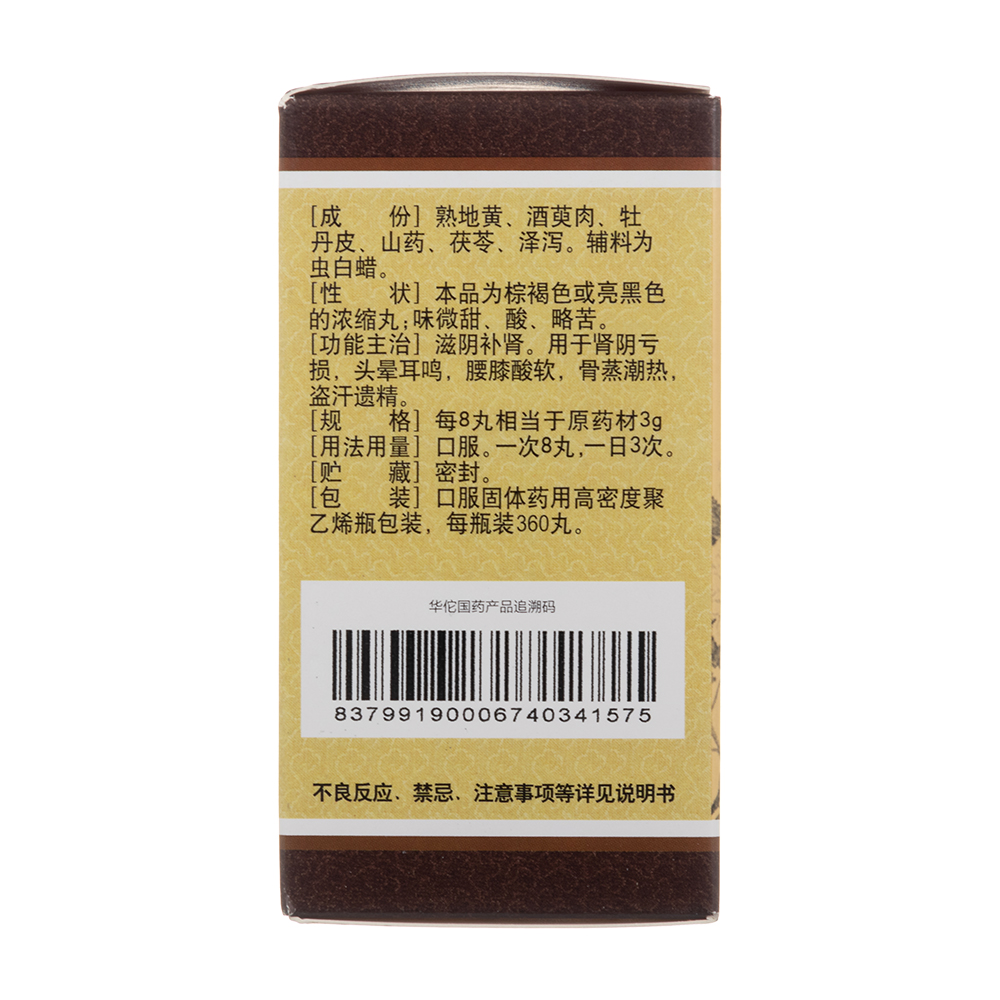 [成　　份] 熟地黄、酒萸肉、牡
丹皮、山药、茯苓、泽泻。辅料为
虫白蜡。
[性　　状] 本品为棕褐色或亮黑色
的浓缩丸;味微甜、酸、略苦。
[功能主治] 滋阴补肾。用于肾阴亏
损，头晕耳鸣，腰膝酸软，骨蒸潮热，
盗汗遗精。
[规　　格] 每8丸相当于原药材3g
[用法用量] 口服。一次8丸,一日3次。
[贮　　藏] 密封。
[包　　装] 口服固体药用高密度聚
乙烯瓶包装，每瓶装360丸。
华佗国药产品追溯码
83799190006740341575
不良反应、禁忌、注意事项等详见说明书